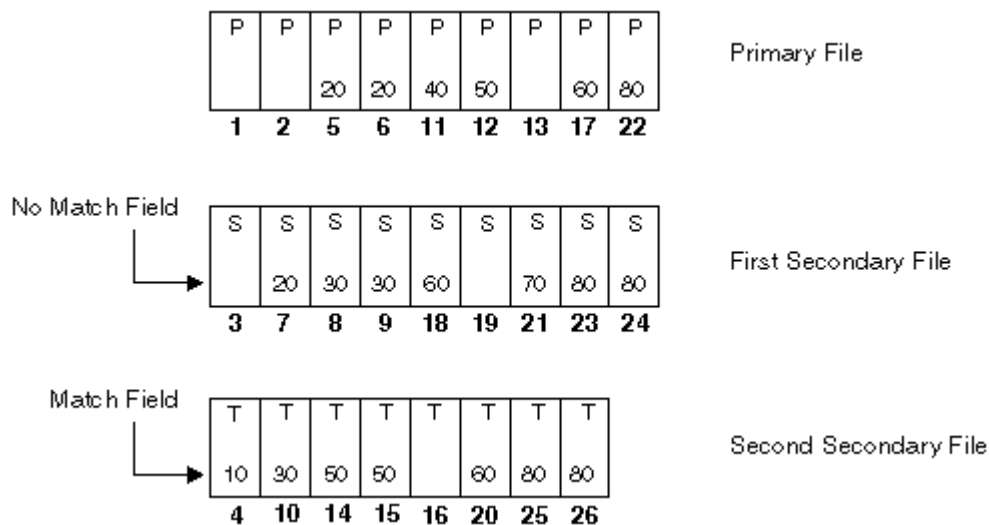 P P P P P P P P P
Primary File
20 20 40 50 60 80
1 2 5 6 11 12 13 17 22
No Match Field
S S S S S S S S S
First Secondary File
20 30 30 60 70 80 80
3 7 8 9 18 19 21 23 24
Match Field
T T T T T T T T
Second Secondary File
10 30 50 50 60 80 80
4 10 14 15 16 20 25 26